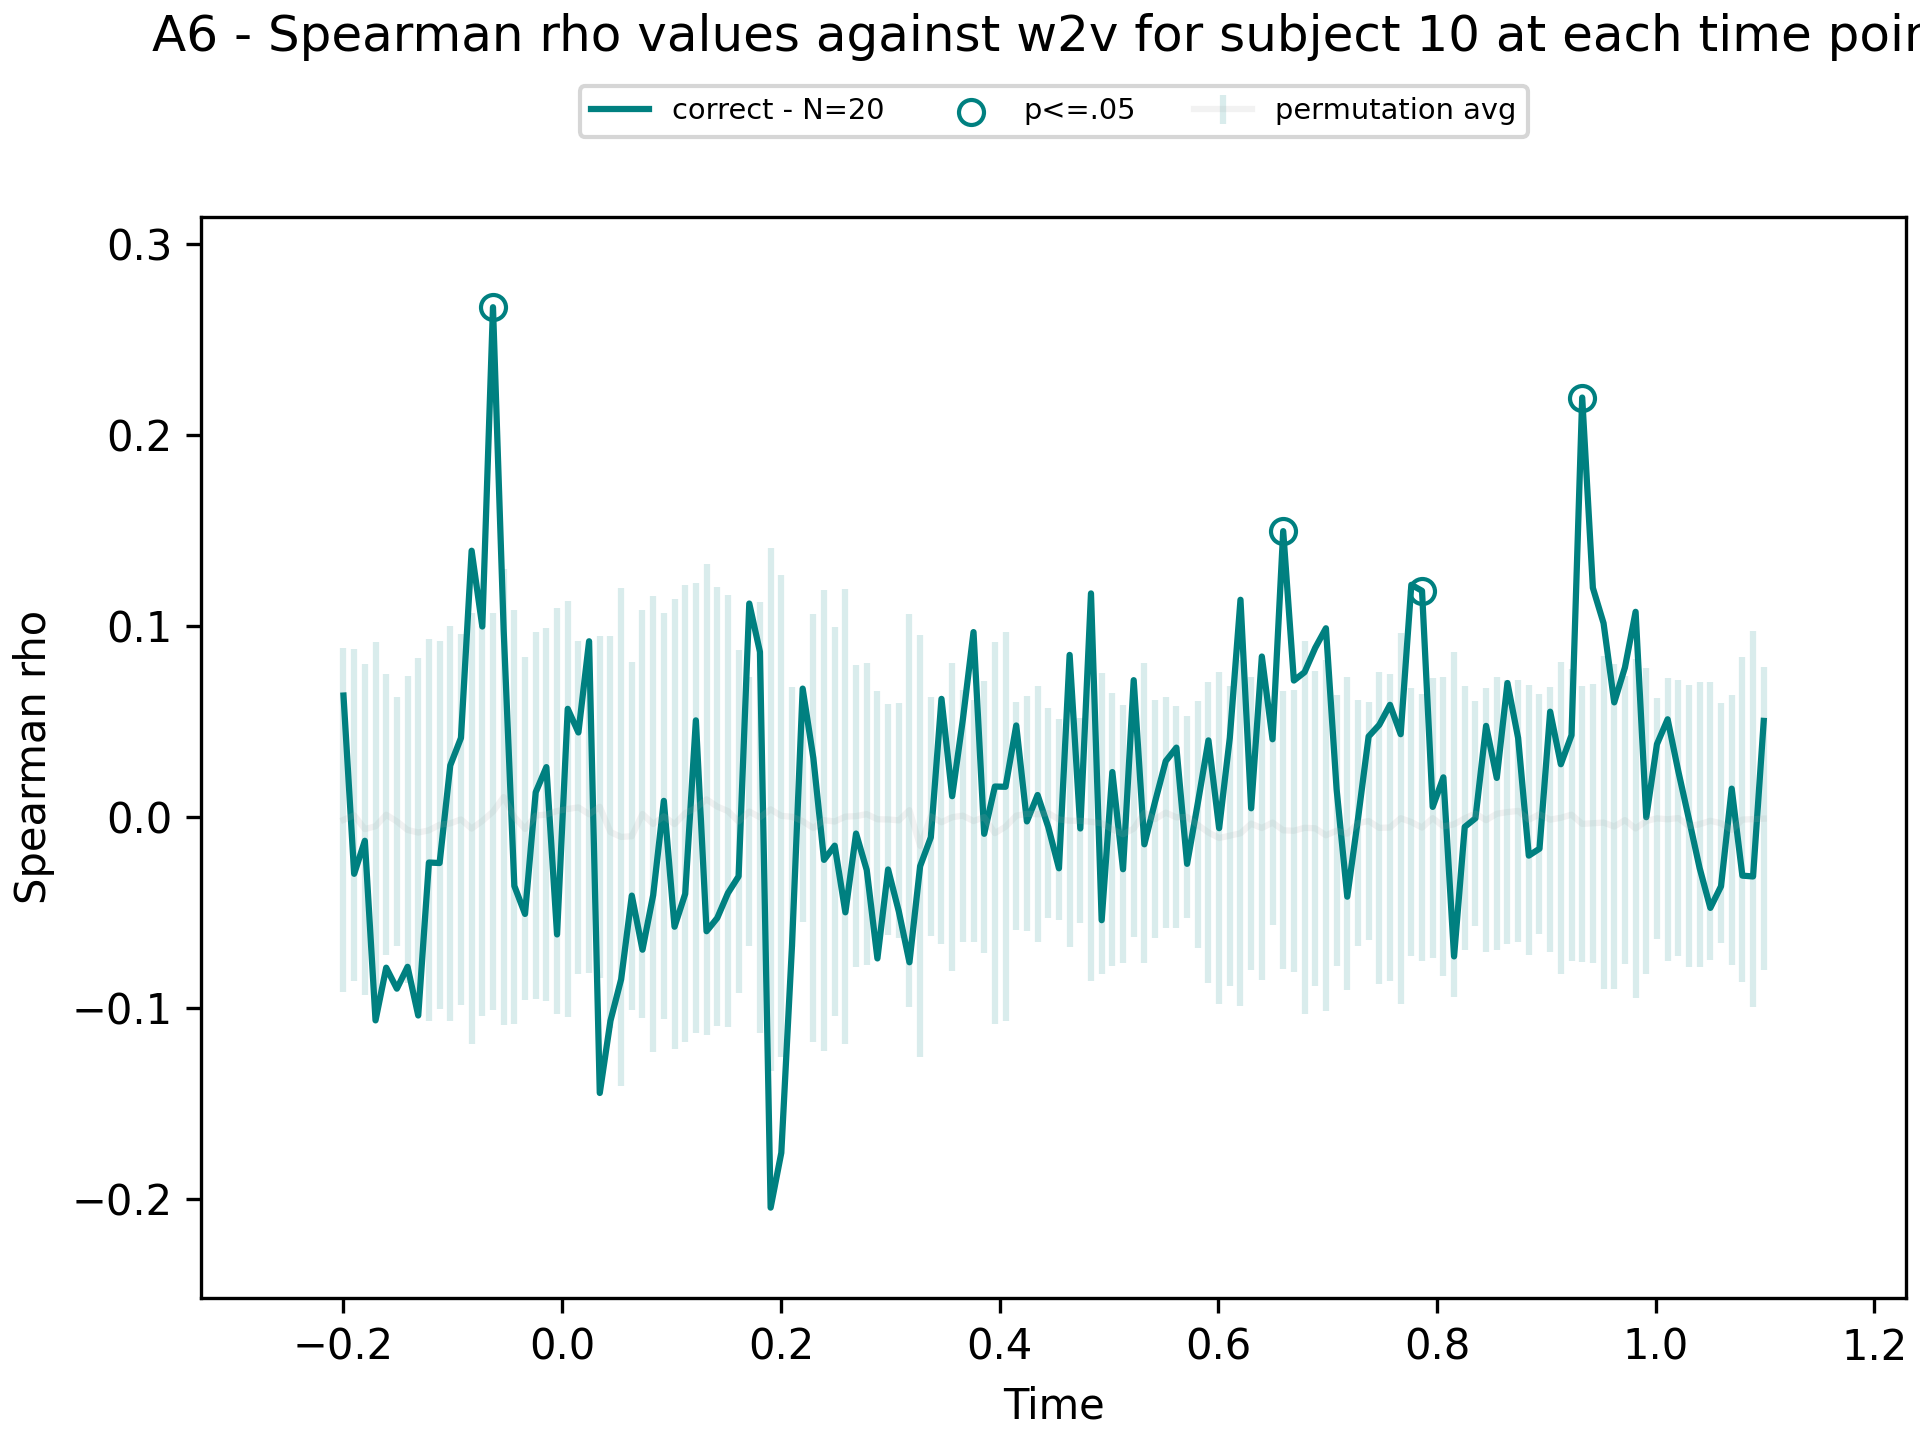 A6 - Spearman rho values against w2v for subject 10 at each time
correct - N=20 p<=.05 permutation avg
0.3
0.2
0.1
0.0
−0.1
−0.2
Spearman rho
−0.2 0.0 0.2 0.4 0.6 0.8 1.0 1.2
Time